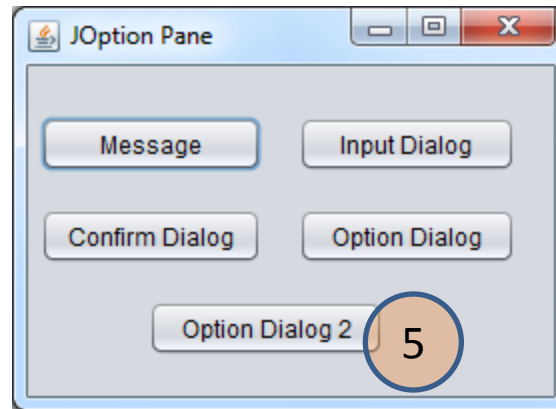 JOption Pane
Message Input Dialog
Confirm Dialog Option Dialog
Option Dialog 2 5